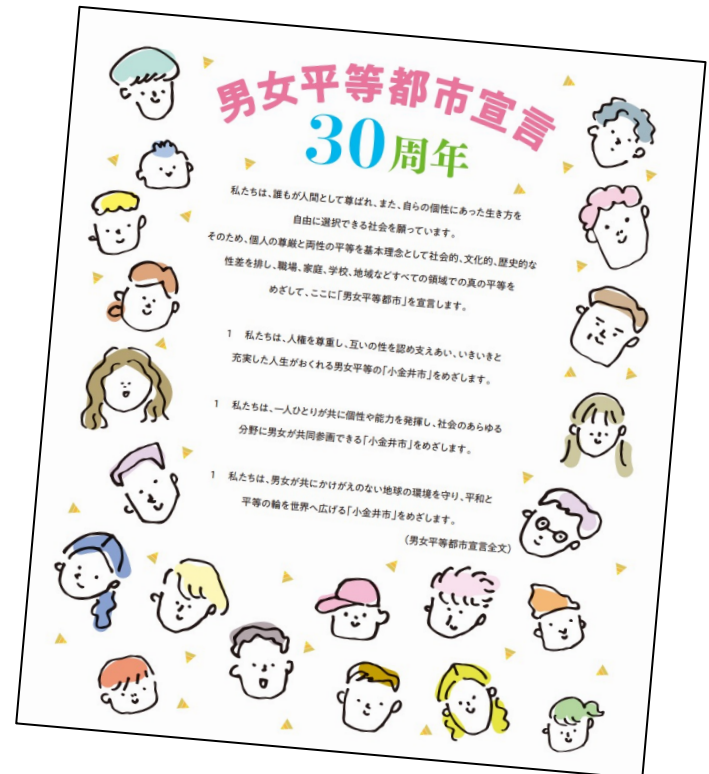 男女平等都市宣言
30周年
私たちは、誰もが人間として尊ばれ、また、自らの個性にあった生き方を
自由に選択できる社会を願っています。
そのため、個人の尊厳と両性の平等を基本理念として社会的、文化的、歴史的な
性差を排し、職場、家庭、学校、地域などすべての領域での真の平等を
めざして、ここに「男女平等都市」を宣言します。
1 私たちは、人権を尊重し、互いの性を認め支えあい、いきいきと
充実した人生がおくれる男女平等の「小金井市」をめざします。
1 私たちは、一人ひとりが共に個性や能力を発揮し、社会のあらゆる
分野に男女が共同参画できる「小金井市」をめざします。
1 私たちは、男女が共にかけがえのない地球の環境を守り、平和と
平等の輪を世界へ広げる「小金井市」をめざします。
（男女平等都市宣言全文）